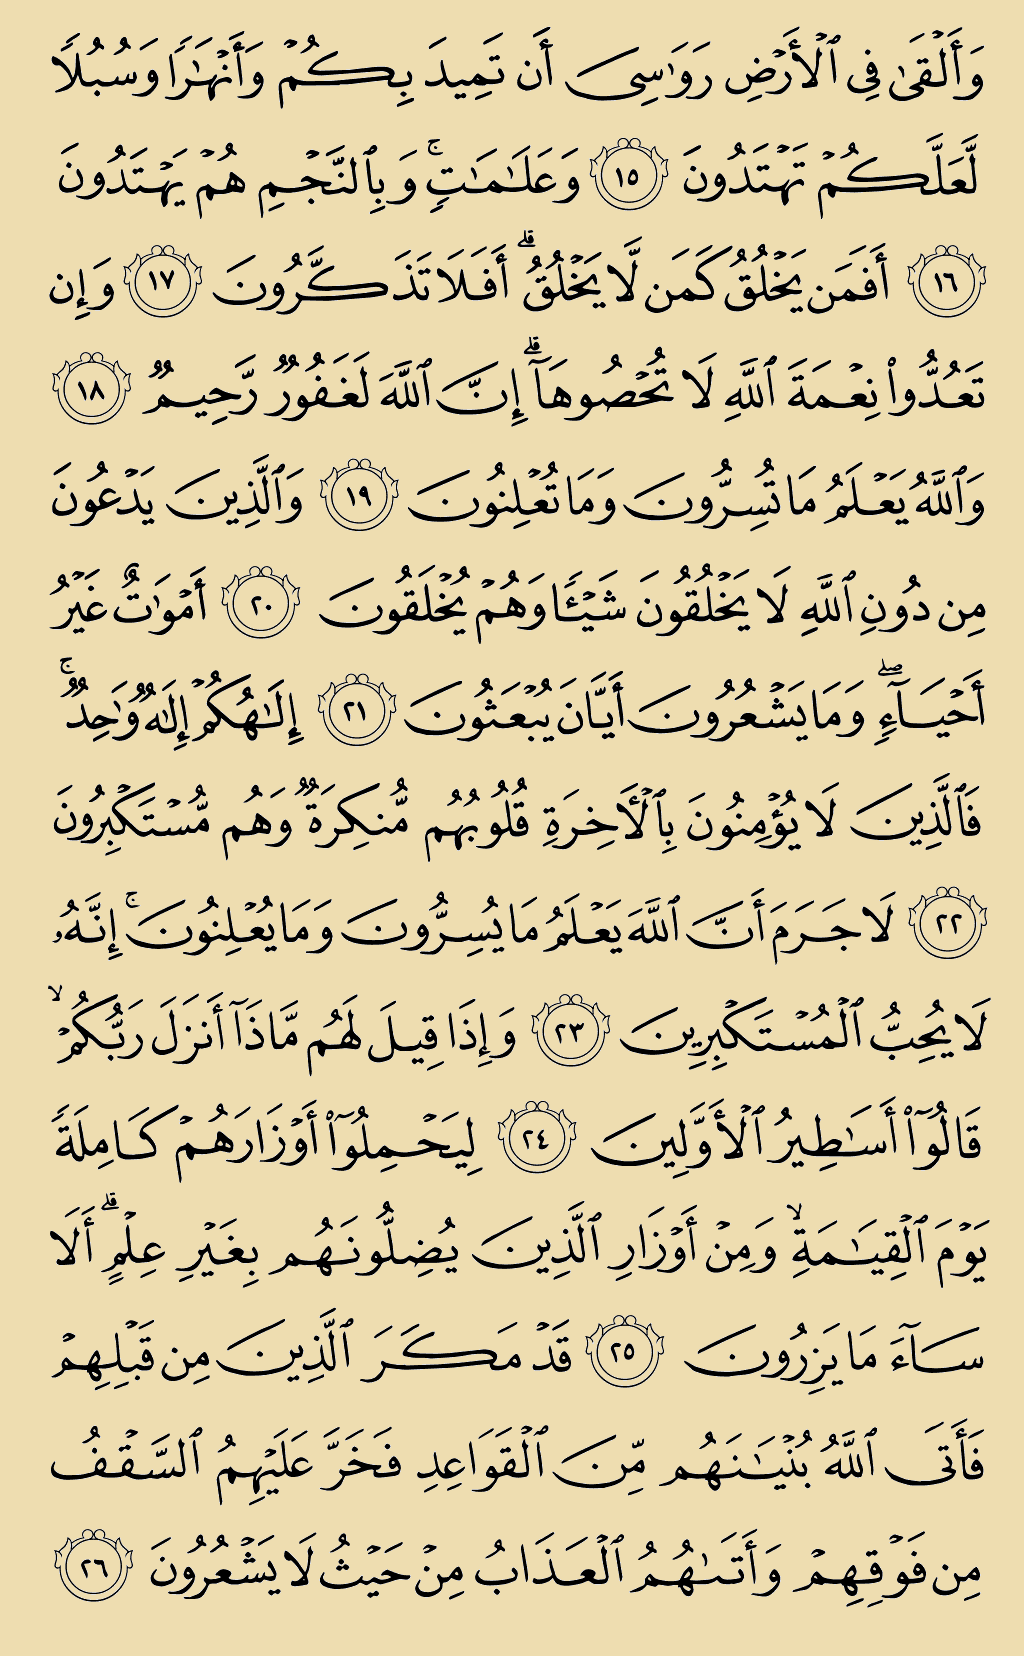 وَأَلۡقَىٰ فِي ٱلۡأَرۡضِ رَوَٰسِيَ أَن تَمِيدَ بِكُمۡ وَأَنۡهَٰرٗا وَسُبُلٗا
لَّعَلَّكُمۡ تَهۡتَدُونَ ١٥ وَعَلَٰمَٰتٖۚ وَبِٱلنَّجۡمِ هُمۡ يَهۡتَدُونَ
١٦ أَفَمَن يَخۡلُقُ كَمَن لَّا يَخۡلُقُۗ أَفَلَا تَذَكَّرُونَ ١٧ وَإِن
تَعُدُّواْ نِعۡمَةَ ٱللَّهِ لَا تُحۡصُوهَآۗ إِنَّ ٱللَّهَ لَغَفُورٞ رَّحِيمٞ ١٨
وَٱللَّهُ يَعۡلَمُ مَا تُسِرُّونَ وَمَا تُعۡلِنُونَ ١٩ وَٱلَّذِينَ يَدۡعُونَ
مِن دُونِ ٱللَّهِ لَا يَخۡلُقُونَ شَيۡـٔٗا وَهُمۡ يُخۡلَقُونَ ٢٠ أَمۡوَٰتٌ غَيۡرُ
أَحۡيَآءٖۖ وَمَا يَشۡعُرُونَ أَيَّانَ يُبۡعَثُونَ ٢١ إِلَٰهُكُمۡ إِلَٰهٞ وَٰحِدٞۚ
فَٱلَّذِينَ لَا يُؤۡمِنُونَ بِٱلۡأٓخِرَةِ قُلُوبُهُم مُّنكِرَةٞ وَهُم مُّسۡتَكۡبِرُونَ
٢٢ لَا جَرَمَ أَنَّ ٱللَّهَ يَعۡلَمُ مَا يُسِرُّونَ وَمَا يُعۡلِنُونَۚ إِنَّهُۥ
لَا يُحِبُّ ٱلۡمُسۡتَكۡبِرِينَ ٢٣ وَإِذَا قِيلَ لَهُم مَّاذَآ أَنزَلَ رَبُّكُمۡۙ
قَالُوٓاْ أَسَٰطِيرُ ٱلۡأَوَّلِينَ ٢٤ لِيَحۡمِلُوٓاْ أَوۡزَارَهُمۡ كَامِلَةٗ
يَوۡمَ ٱلۡقِيَٰمَةِۙ وَمِنۡ أَوۡزَارِ ٱلَّذِينَ يُضِلُّونَهُم بِغَيۡرِ عِلۡمٍۗ أَلَا
سَآءَ مَا يَزِرُونَ ٢٥ قَدۡ مَكَرَ ٱلَّذِينَ مِن قَبۡلِهِمۡ
فَأَتَى ٱللَّهُ بُنۡيَٰنَهُم مِّنَ ٱلۡقَوَاعِدِ فَخَرَّ عَلَيۡهِمُ ٱلسَّقۡفُ
مِن فَوۡقِهِمۡ وَأَتَىٰهُمُ ٱلۡعَذَابُ مِنۡ حَيۡثُ لَا يَشۡعُرُونَ ٢٦